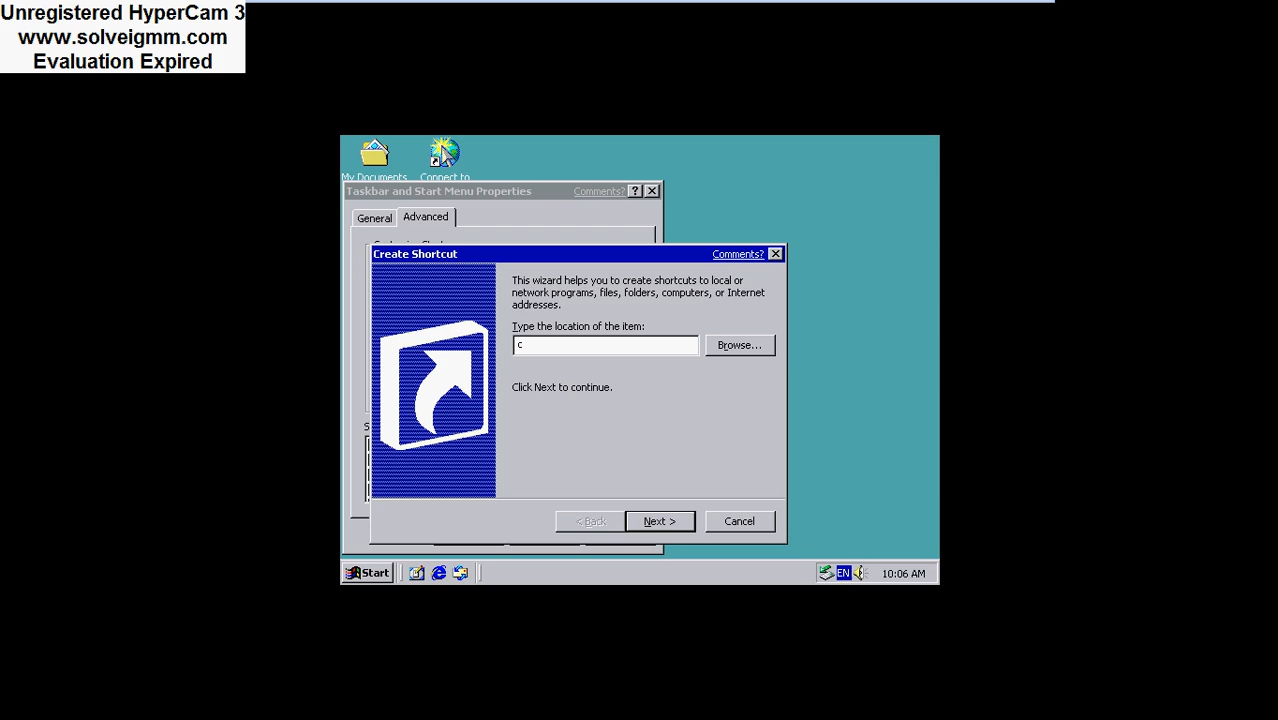 Unregistered HyperCam 3
www.solveigmm.com
Evaluation Expired
My Documents
Connect to
Taskbar and Start Menu Properties
Comments?
General
Advanced
Create Shortcut
Comments?
This wizard helps you to create shortcuts to local or
network programs, files, folders, computers, or Internet
addresses.
Type the location of the item:
c
Browse...
Click Next to continue.
< Back
Next >
Cancel
Start
EN
10:06 AM